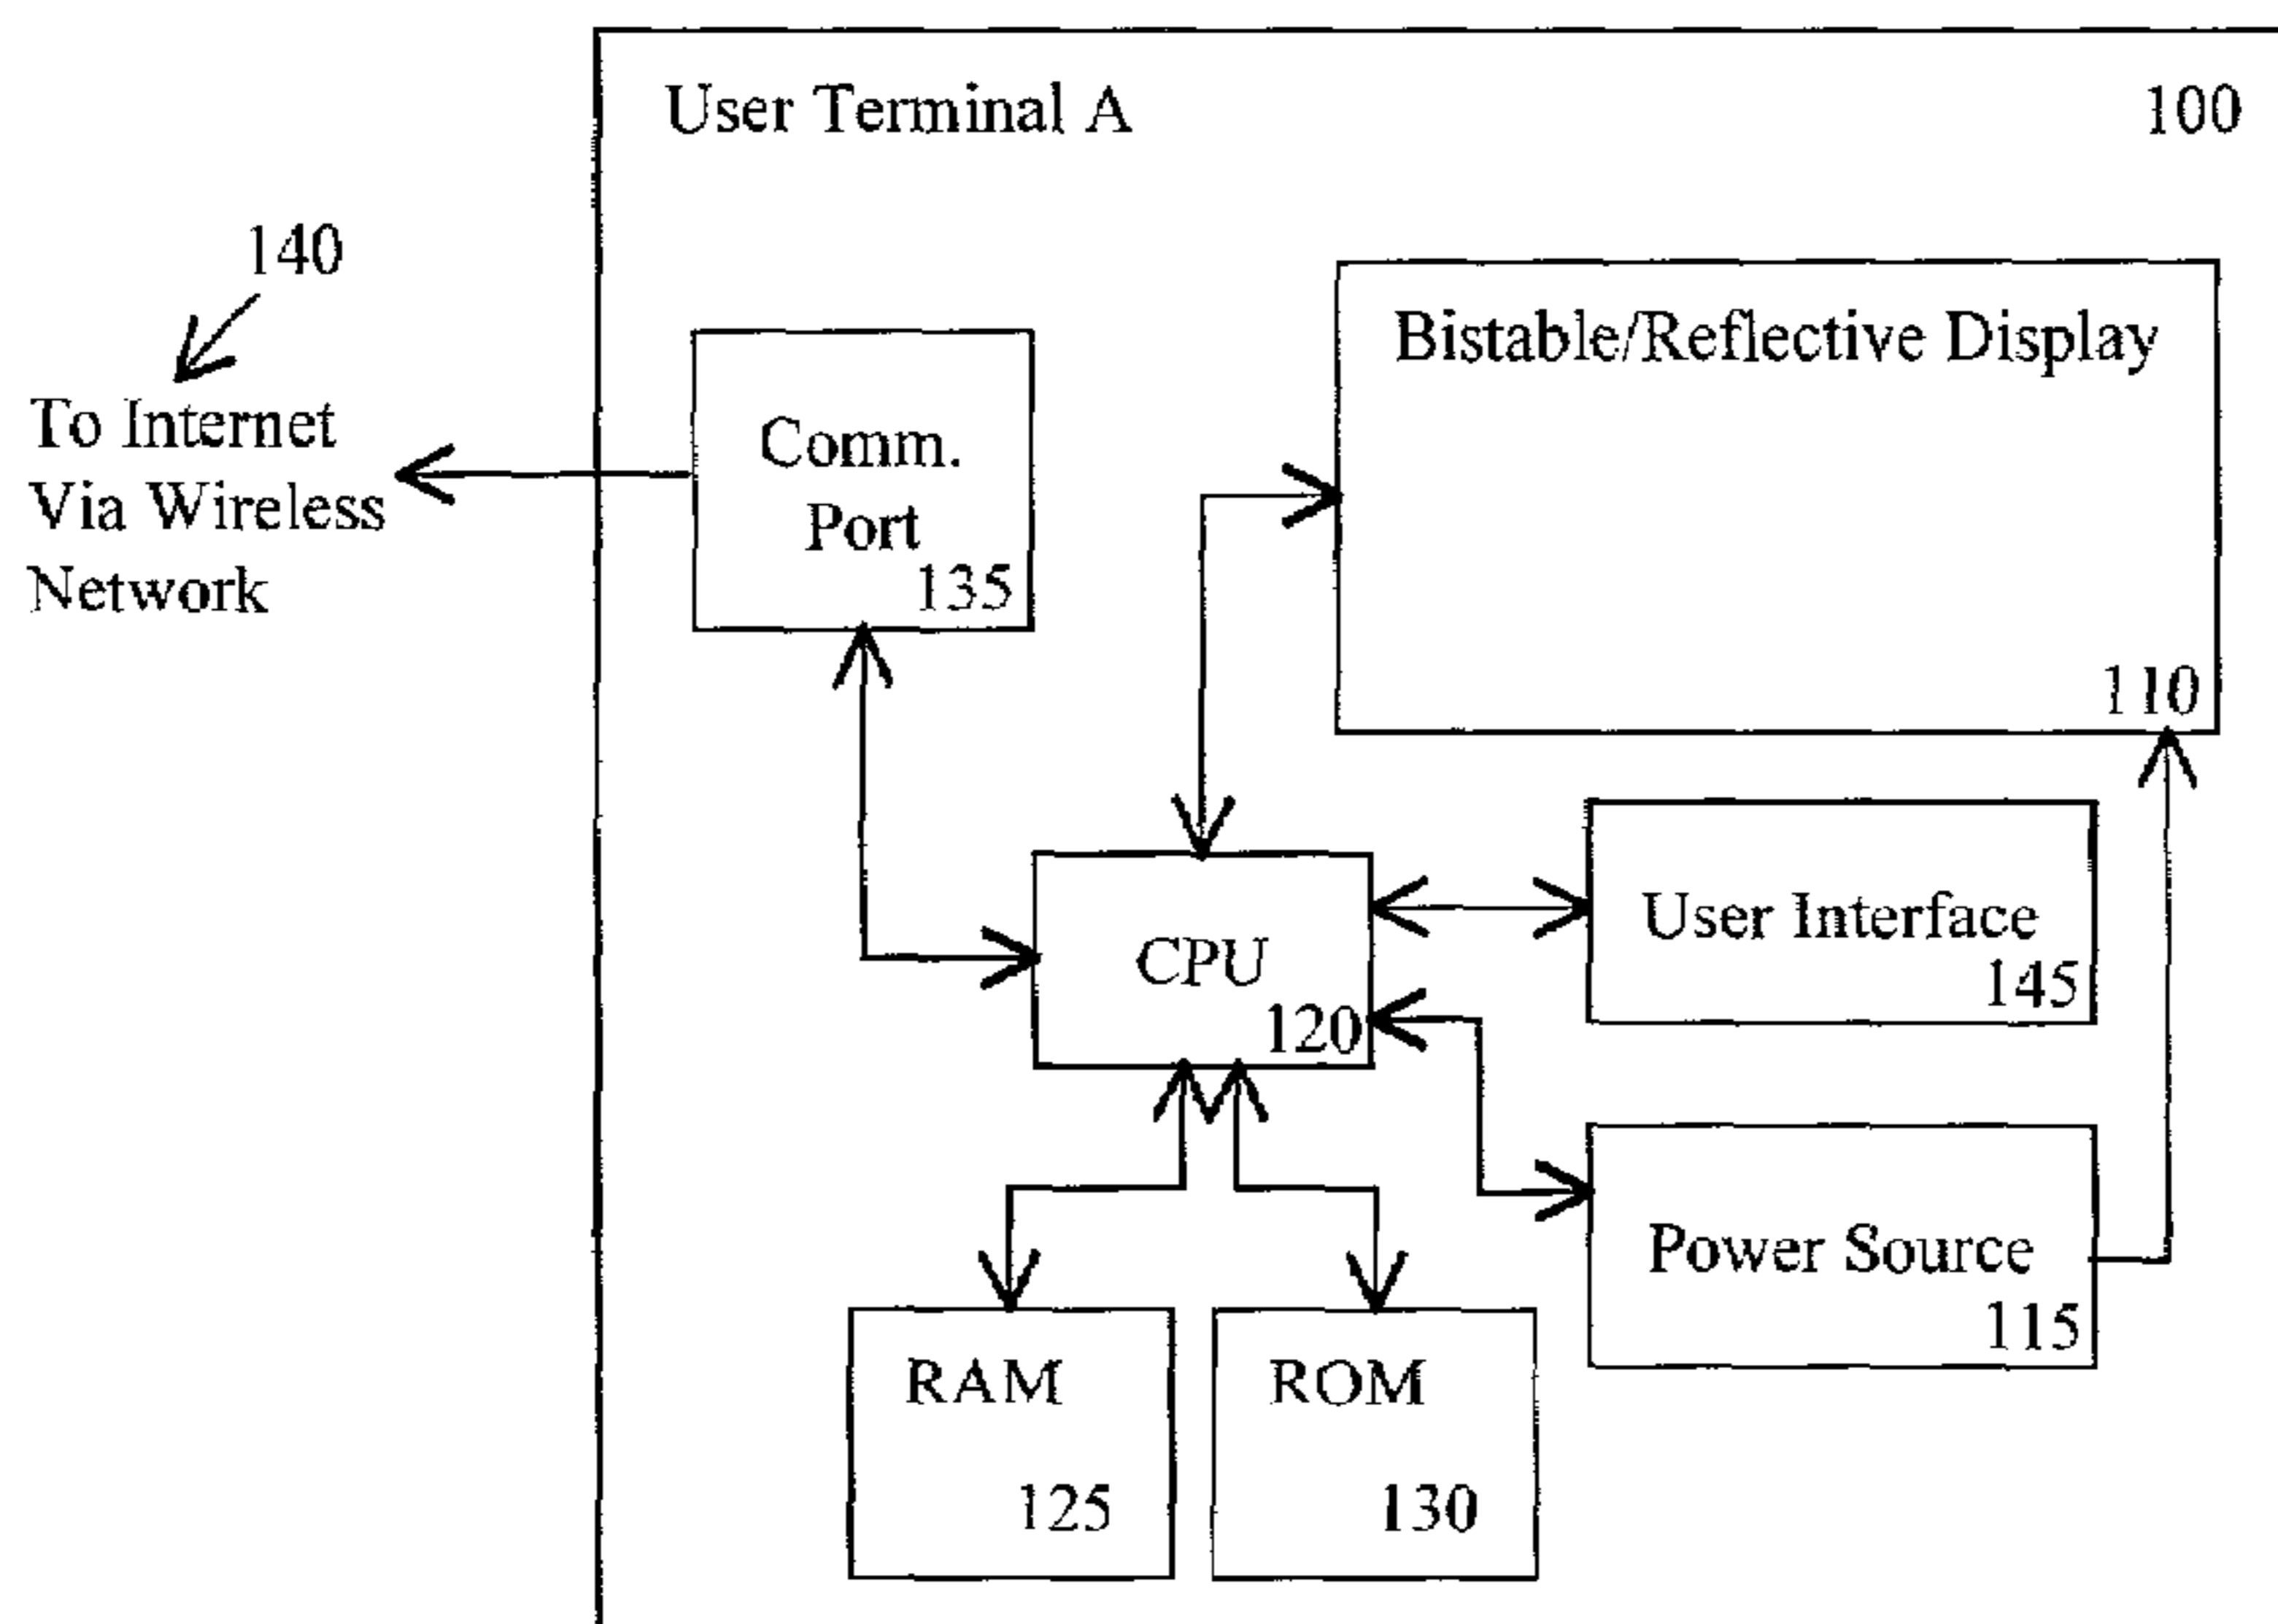 User Terminal A
100
140
To Internet
Via Wireless
Network
Comm.
Port
135
Bistable/Reflective Display
110
User Interface
145
CPU
120
Power Source
115
RAM
125
ROM
130